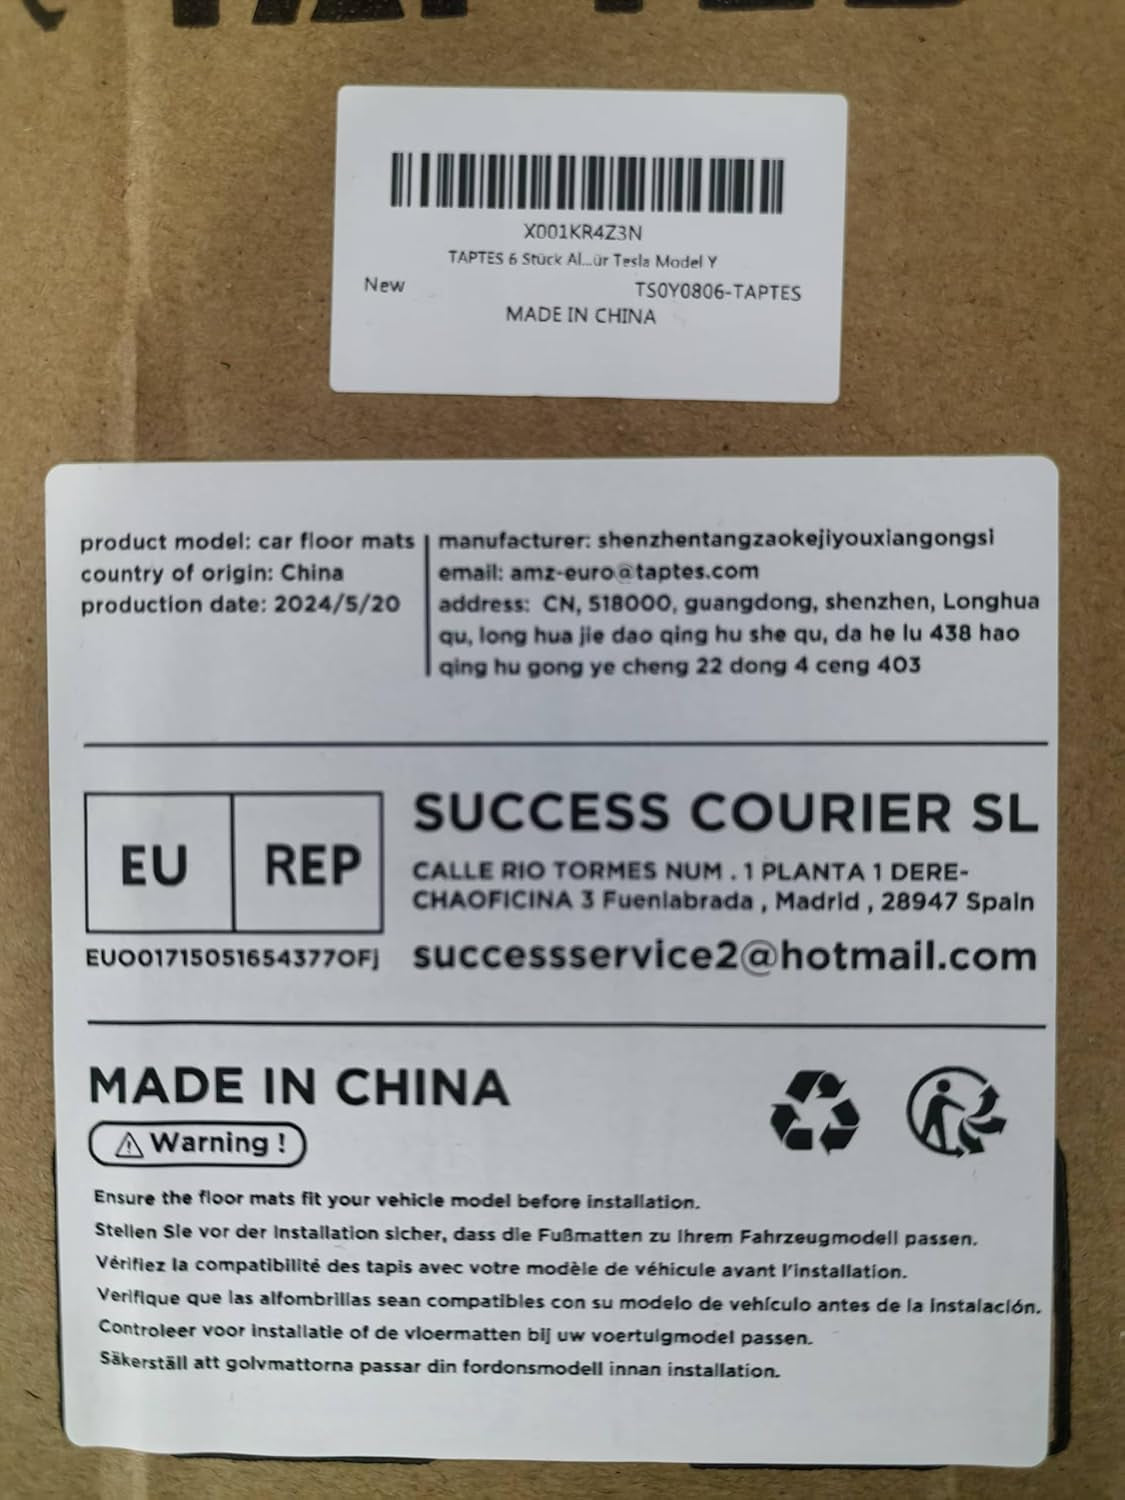 X001KR4Z3N
TAPTES 6 Stück Al...ür Tesla Model Y
New TS0Y0806-TAPTES
MADE IN CHINA
product model: car floor mats
country of origin: China
production date: 2024/5/20
manufacturer: shenzhentangzaokejiyouxiangongsi
email: amz-euro@taptes.com
address: CN, 518000, guangdong, shenzhen, Longhua
qu, long hua jie dao qing hu she qu, da he lu 438 hao
qing hu gong ye cheng 22 dong 4 ceng 403
EU REP
EU0017150516543770FJ
SUCCESS COURIER SL
CALLE RIO TORMES NUM . 1 PLANTA 1 DERE-
CHAOFICINA 3 Fuenlabrada , Madrid , 28947 Spain
successservice2@hotmail.com
MADE IN CHINA
⚠ Warning !
Ensure the floor mats fit your vehicle model before installation.
Stellen Sie vor der Installation sicher, dass die Fußmatten zu Ihrem Fahrzeugmodell passen.
Vérifiez la compatibilité des tapis avec votre modèle de véhicule avant l'installation.
Verifique que las alfombrillas sean compatibles con su modelo de vehículo antes de la instalación.
Controleer voor installatie of de vloermatten bij uw voertuigmodel passen.
Säkerställ att golvmattorna passar din fordonsmodell innan installation.